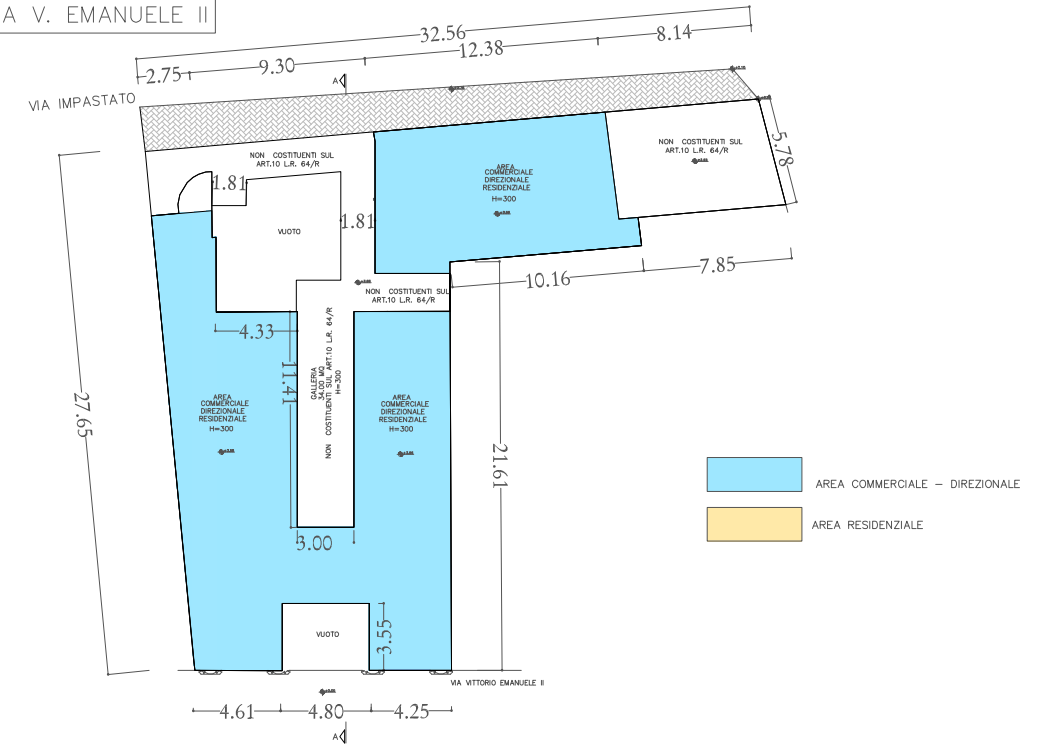 A V. EMANUELE II
32.56
2.75
9.30
12.38
8.14
A
VIA IMPASTATO
NON COSTITUENTI SUL
ART.10 L.R. 64/R
AREA
COMMERCIALE
DIREZIONALE
RESIDENZIALE
H=300
NON COSTITUENTI SUL
ART.10 L.R. 64/R
5.78
1.81
1.81
VUOTO
NON COSTITUENTI SUL
ART.10 L.R. 64/R
10.16
7.85
4.33
11.41
GALLERIA
34.00 MQ
NON COSTITUENTI SUL ART.10 L.R. 64/R
H=300
AREA
COMMERCIALE
DIREZIONALE
RESIDENZIALE
H=300
AREA
COMMERCIALE
DIREZIONALE
RESIDENZIALE
H=300
27.65
21.61
3.00
AREA COMMERCIALE – DIREZIONALE
AREA RESIDENZIALE
VUOTO
3.55
VIA VITTORIO EMANUELE II
4.61
4.80
4.25
A